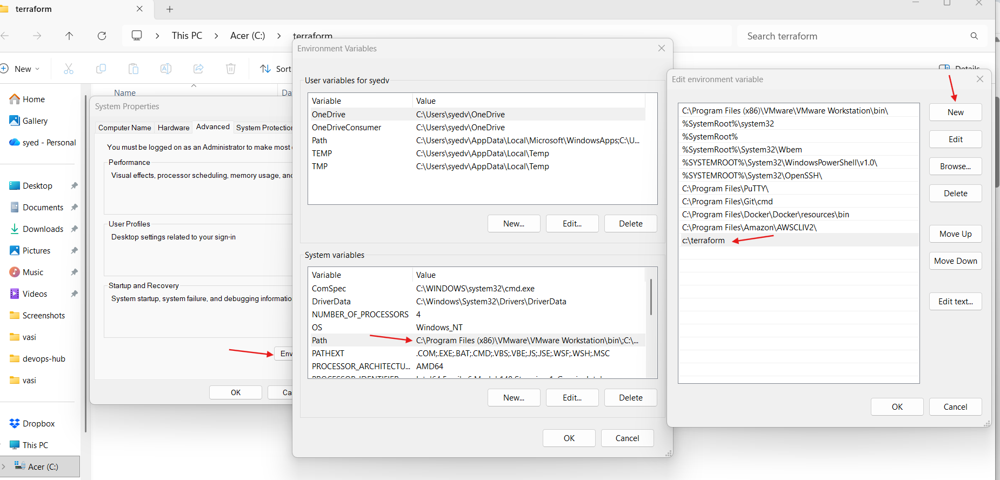 terraform
This PC
Acer (C:)
terraform
Search terraform
New
Sort
Details
Home
Gallery
syed - Personal
Desktop
Documents
Downloads
Pictures
Music
Videos
Screenshots
vasi
devops-hub
vasi
Dropbox
This PC
Acer (C:)
Name
Da
System Properties
Computer Name
Hardware
Advanced
System Protection
You must be logged on as an Administrator to make most
Performance
Visual effects, processor scheduling, memory usage, and
User Profiles
Desktop settings related to your sign-in
Startup and Recovery
System startup, system failure, and debugging informatio
Env
OK
Ca
Environment Variables
User variables for syedv
Variable Value
OneDrive C:\Users\syedv\OneDrive
OneDriveConsumer C:\Users\syedv\OneDrive
Path C:\Users\syedv\AppData\Local\Microsoft\WindowsApps;C:\U...
TEMP C:\Users\syedv\AppData\Local\Temp
TMP C:\Users\syedv\AppData\Local\Temp
New... Edit... Delete
System variables
Variable Value
ComSpec C:\WINDOWS\system32\cmd.exe
DriverData C:\Windows\System32\Drivers\DriverData
NUMBER_OF_PROCESSORS 4
OS Windows_NT
Path C:\Program Files (x86)\VMware\VMware Workstation\bin\;C:\...
PATHEXT .COM;.EXE;.BAT;.CMD;.VBS;.VBE;.JS;.JSE;.WSF;.WSH;.MSC
PROCESSOR_ARCHITECTU... AMD64
New... Edit... Delete
OK Cancel
Edit environment variable
C:\Program Files (x86)\VMware\VMware Workstation\bin\
%SystemRoot%\system32
%SystemRoot%
%SystemRoot%\System32\Wbem
%SYSTEMROOT%\System32\WindowsPowerShell\v1.0\
%SYSTEMROOT%\System32\OpenSSH\
C:\Program Files\PuTTY\
C:\Program Files\Git\cmd
C:\Program Files\Docker\Docker\resources\bin
C:\Program Files\Amazon\AWSCLIV2\
c:\terraform
New
Edit
Browse...
Delete
Move Up
Move Down
Edit text...
OK Cancel